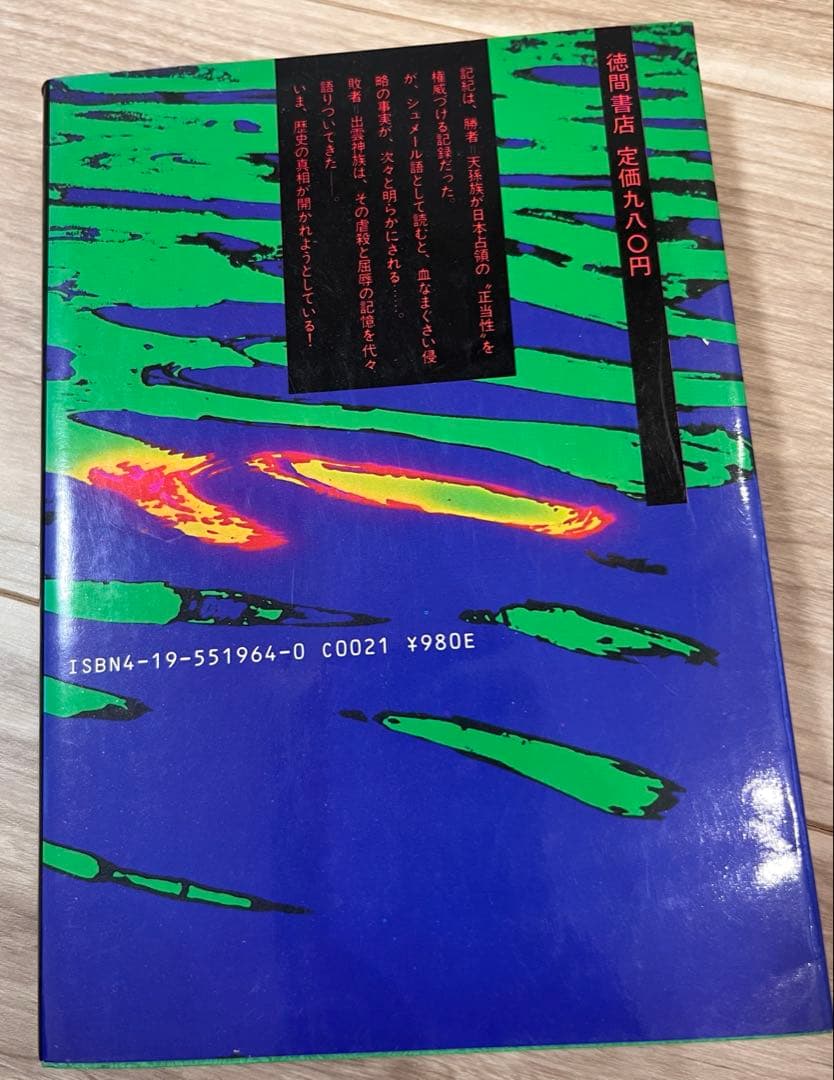 徳間書店 定価九八〇円
記紀は、勝者=天孫族が日本占領の〝正当性〟を
権威づける記録だった。
が、シュメール語として読むと、血なまぐさい侵
略の事実が、次々と明らかにされる……。
敗者=出雲神族は、その虐殺と屈辱の記憶を代々
語りついてきた――。
いま、歴史の真相が開かれようとしている!
ISBN4-19-551964-0 C0021 ¥980E